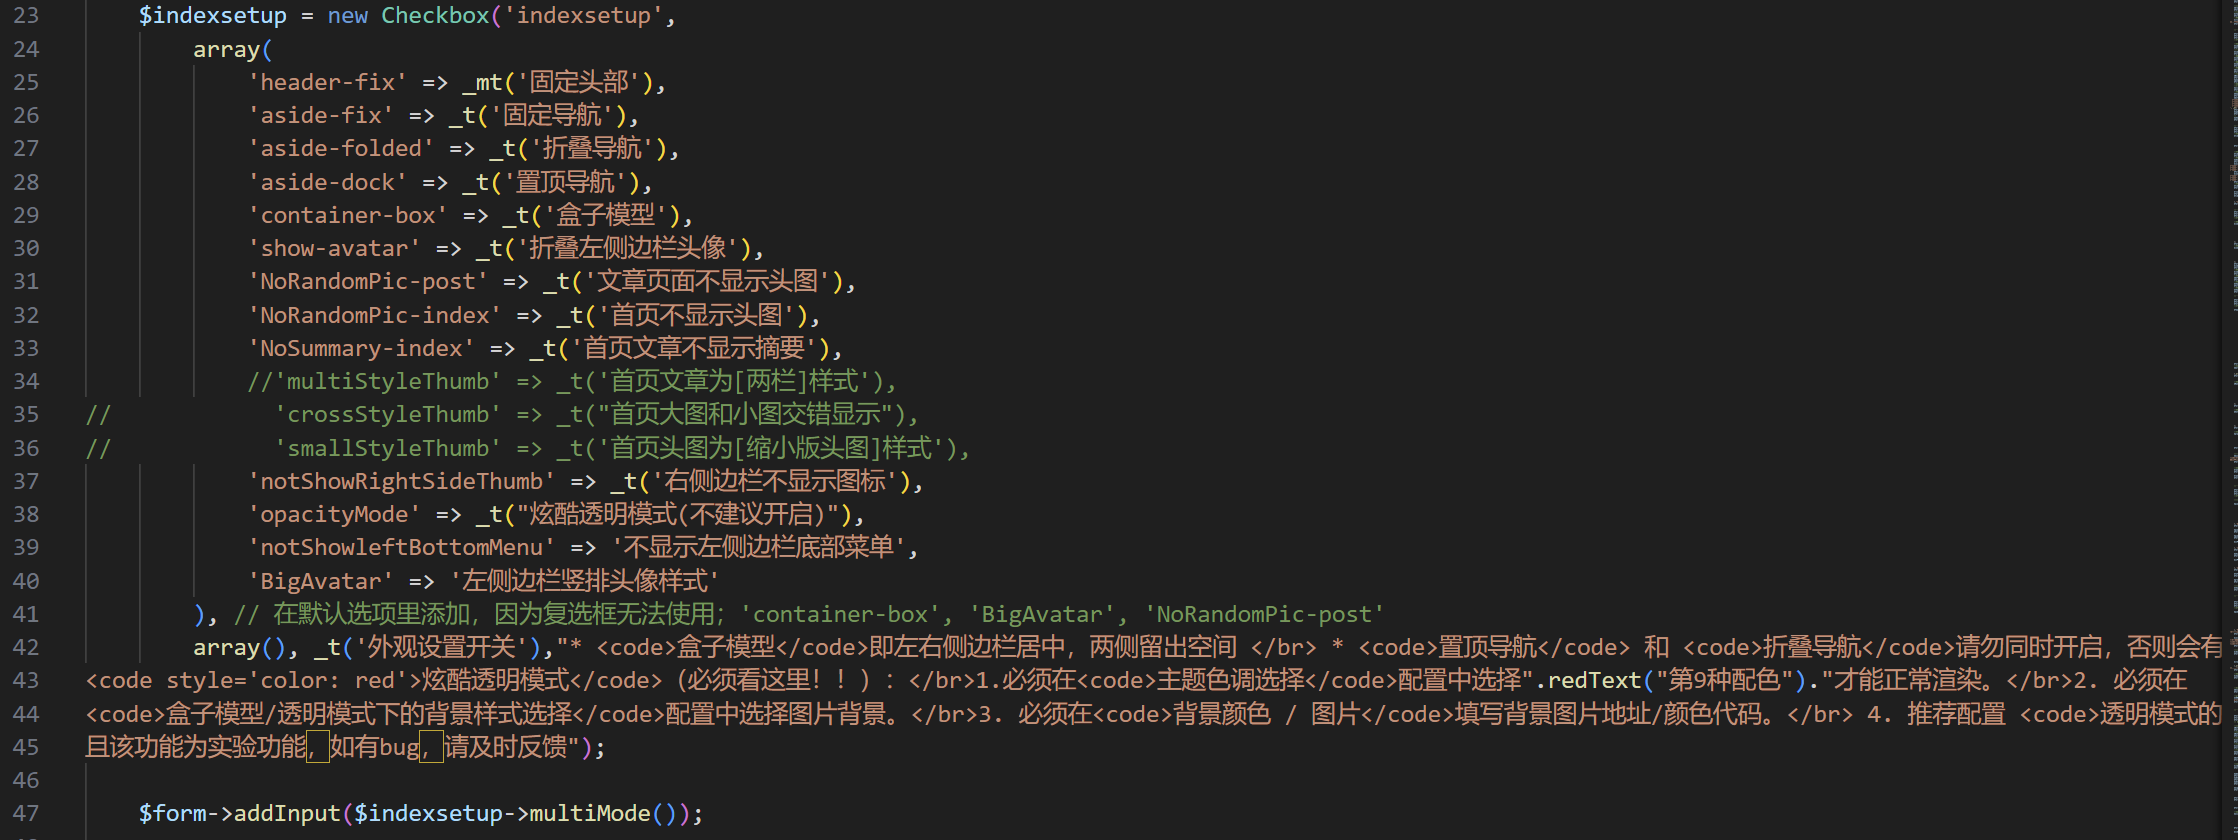 23 $indexsetup = new Checkbox('indexsetup',
24 array(
25 'header-fix' => _mt('固定头部'),
26 'aside-fix' => _t('固定导航'),
27 'aside-folded' => _t('折叠导航'),
28 'aside-dock' => _t('置顶导航'),
29 'container-box' => _t('盒子模型'),
30 'show-avatar' => _t('折叠左侧边栏头像'),
31 'NoRandomPic-post' => _t('文章页面不显示头图'),
32 'NoRandomPic-index' => _t('首页不显示头图'),
33 'NoSummary-index' => _t('首页文章不显示摘要'),
34 //'multiStyleThumb' => _t('首页文章为[两栏]样式'),
35 // 'crossStyleThumb' => _t("首页大图和小图交错显示"),
36 // 'smallStyleThumb' => _t('首页头图为[缩小版头图]样式'),
37 'notShowRightSideThumb' => _t('右侧边栏不显示图标'),
38 'opacityMode' => _t("炫酷透明模式(不建议开启)"),
39 'notShowleftBottomMenu' => '不显示左侧边栏底部菜单',
40 'BigAvatar' => '左侧边栏竖排头像样式'
41 ), // 在默认选项里添加，因为复选框无法使用；'container-box', 'BigAvatar', 'NoRandomPic-post'
42 array(), _t('外观设置开关'),"* <code>盒子模型</code>即左右侧边栏居中，两侧留出空间 </br> * <code>置顶导航</code> 和 <code>折叠导航</code>请勿同时开启，否则会有
43 <code style='color: red'>炫酷透明模式</code>（必须看这里！！）：</br>1.必须在<code>主题色调选择</code>配置中选择".redText("第9种配色")."才能正常渲染。</br>2. 必须在
44 <code>盒子模型/透明模式下的背景样式选择</code>配置中选择图片背景。</br>3. 必须在<code>背景颜色 / 图片</code>填写背景图片地址/颜色代码。</br> 4. 推荐配置 <code>透明模式的
45 且该功能为实验功能，如有bug，请及时反馈");
46
47 $form->addInput($indexsetup->multiMode());